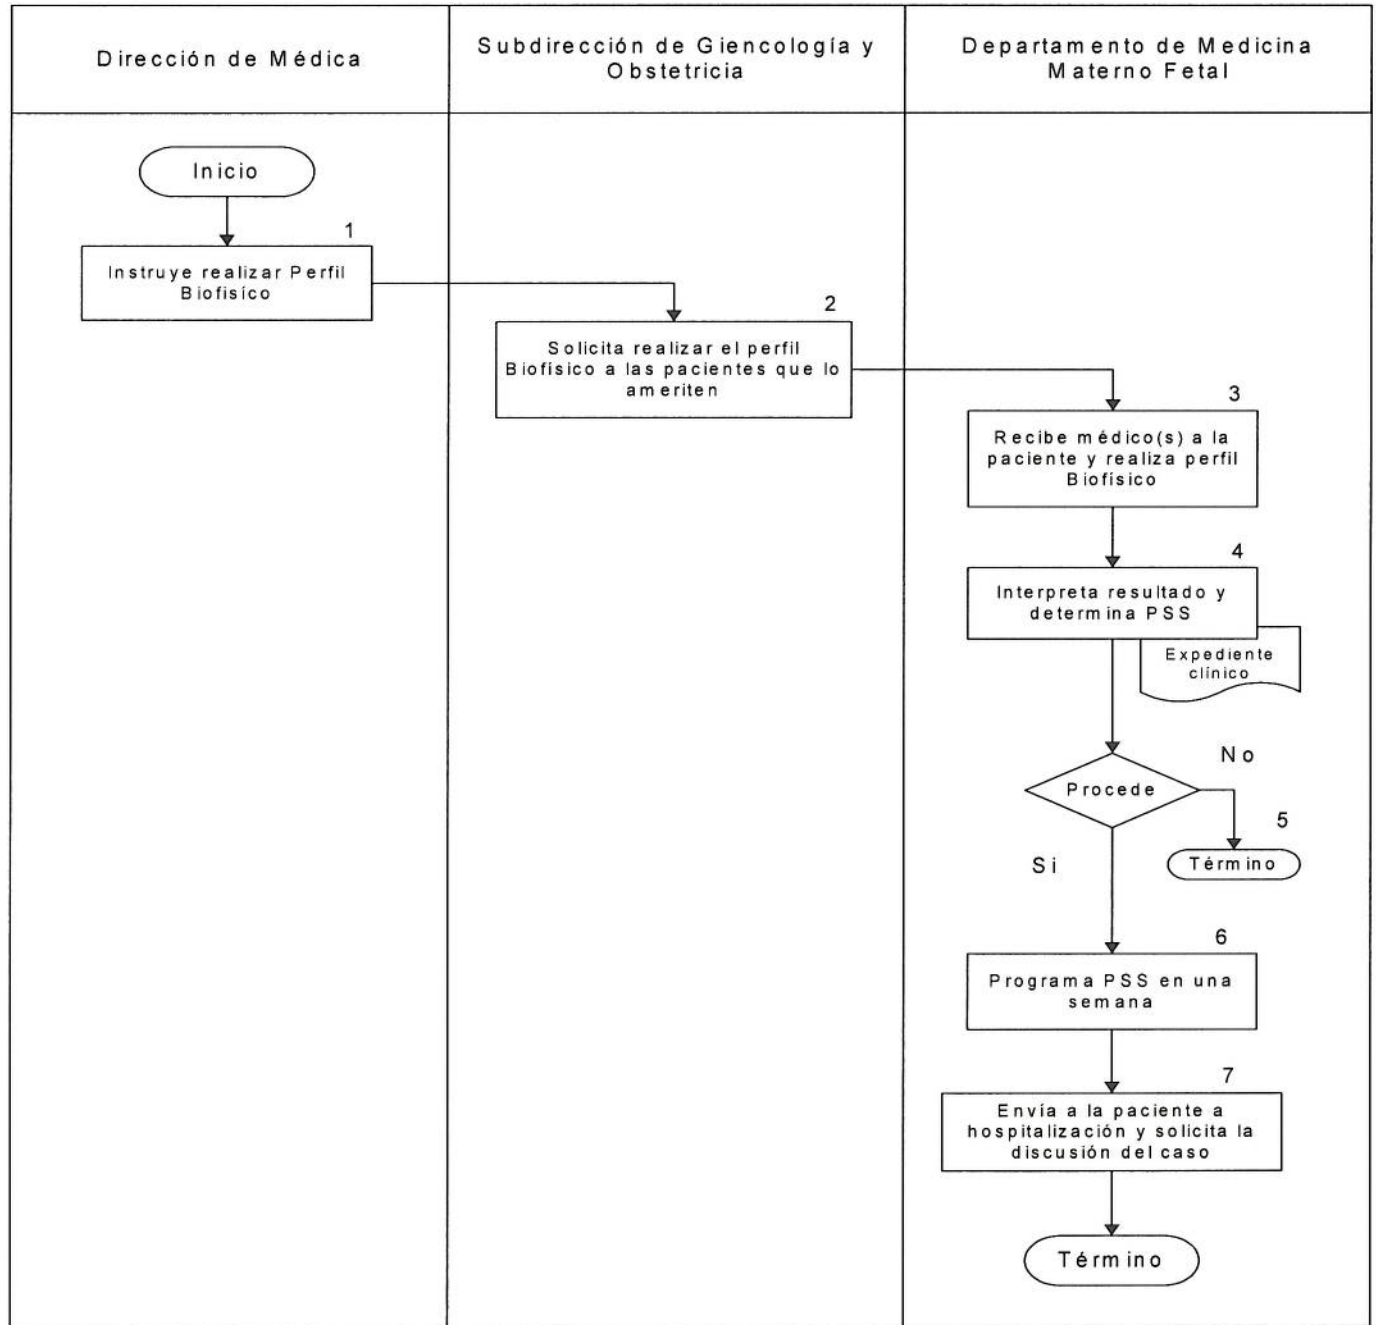 Dirección de Médica
Subdirección de Giencología y
Obstetricia
Departamento de Medicina
Materno Fetal
Inicio
1
Instruye realizar Perfil
Biofisíco
2
Solicita realizar el perfil
Biofísico a las pacientes que lo
ameriten
3
Recibe médico(s) a la
paciente y realiza perfil
Biofísico
4
Interpreta resultado y
determina PSS
Expediente
clínico
No
Procede
5
Término
Si
6
Programa PSS en una
semana
7
Envía a la paciente a
hospitalización y solicita la
discusión del caso
Término